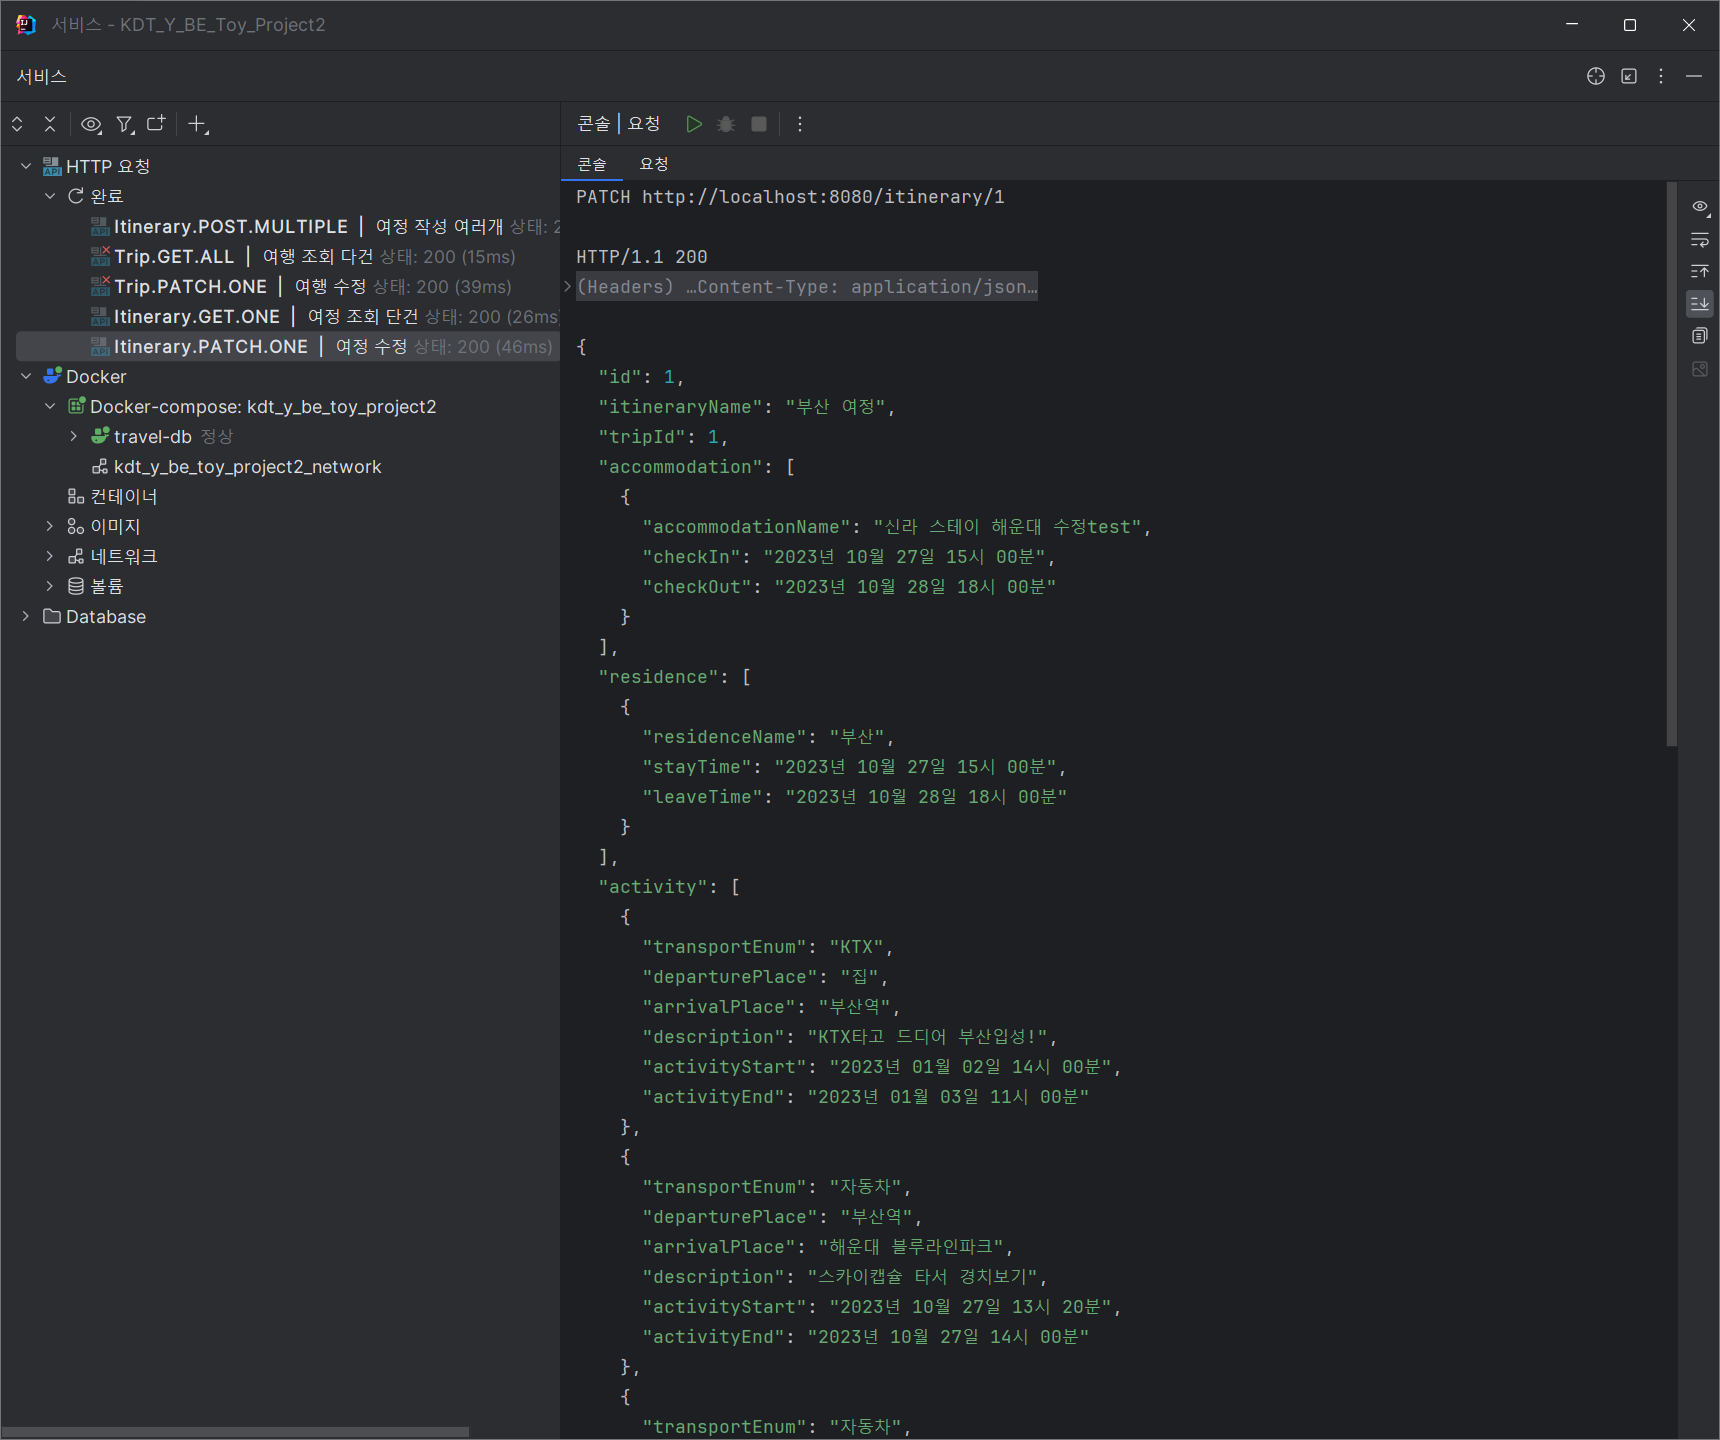 서비스 - KDT_Y_BE_Toy_Project2
서비스
콘솔 | 요청
콘솔 요청
HTTP 요청
완료
Itinerary.POST.MULTIPLE | 여정 작성 여러개 상태: 2
Trip.GET.ALL | 여행 조회 다건 상태: 200 (15ms)
Trip.PATCH.ONE | 여행 수정 상태: 200 (39ms)
Itinerary.GET.ONE | 여정 조회 단건 상태: 200 (26ms)
Itinerary.PATCH.ONE | 여정 수정 상태: 200 (46ms)
Docker
Docker-compose: kdt_y_be_toy_project2
travel-db 정상
kdt_y_be_toy_project2_network
컨테이너
이미지
네트워크
볼륨
Database
PATCH http://localhost:8080/itinerary/1
HTTP/1.1 200
(Headers) …Content-Type: application/json…
{
"id": 1,
"itineraryName": "부산 여정",
"tripId": 1,
"accommodation": [
{
"accommodationName": "신라 스테이 해운대 수정test",
"checkIn": "2023년 10월 27일 15시 00분",
"checkOut": "2023년 10월 28일 18시 00분"
}
],
"residence": [
{
"residenceName": "부산",
"stayTime": "2023년 10월 27일 15시 00분",
"leaveTime": "2023년 10월 28일 18시 00분"
}
],
"activity": [
{
"transportEnum": "KTX",
"departurePlace": "집",
"arrivalPlace": "부산역",
"description": "KTX타고 드디어 부산입성!",
"activityStart": "2023년 01월 02일 14시 00분",
"activityEnd": "2023년 01월 03일 11시 00분"
},
{
"transportEnum": "자동차",
"departurePlace": "부산역",
"arrivalPlace": "해운대 블루라인파크",
"description": "스카이캡슐 타서 경치보기",
"activityStart": "2023년 10월 27일 13시 20분",
"activityEnd": "2023년 10월 27일 14시 00분"
},
{
"transportEnum": "자동차",